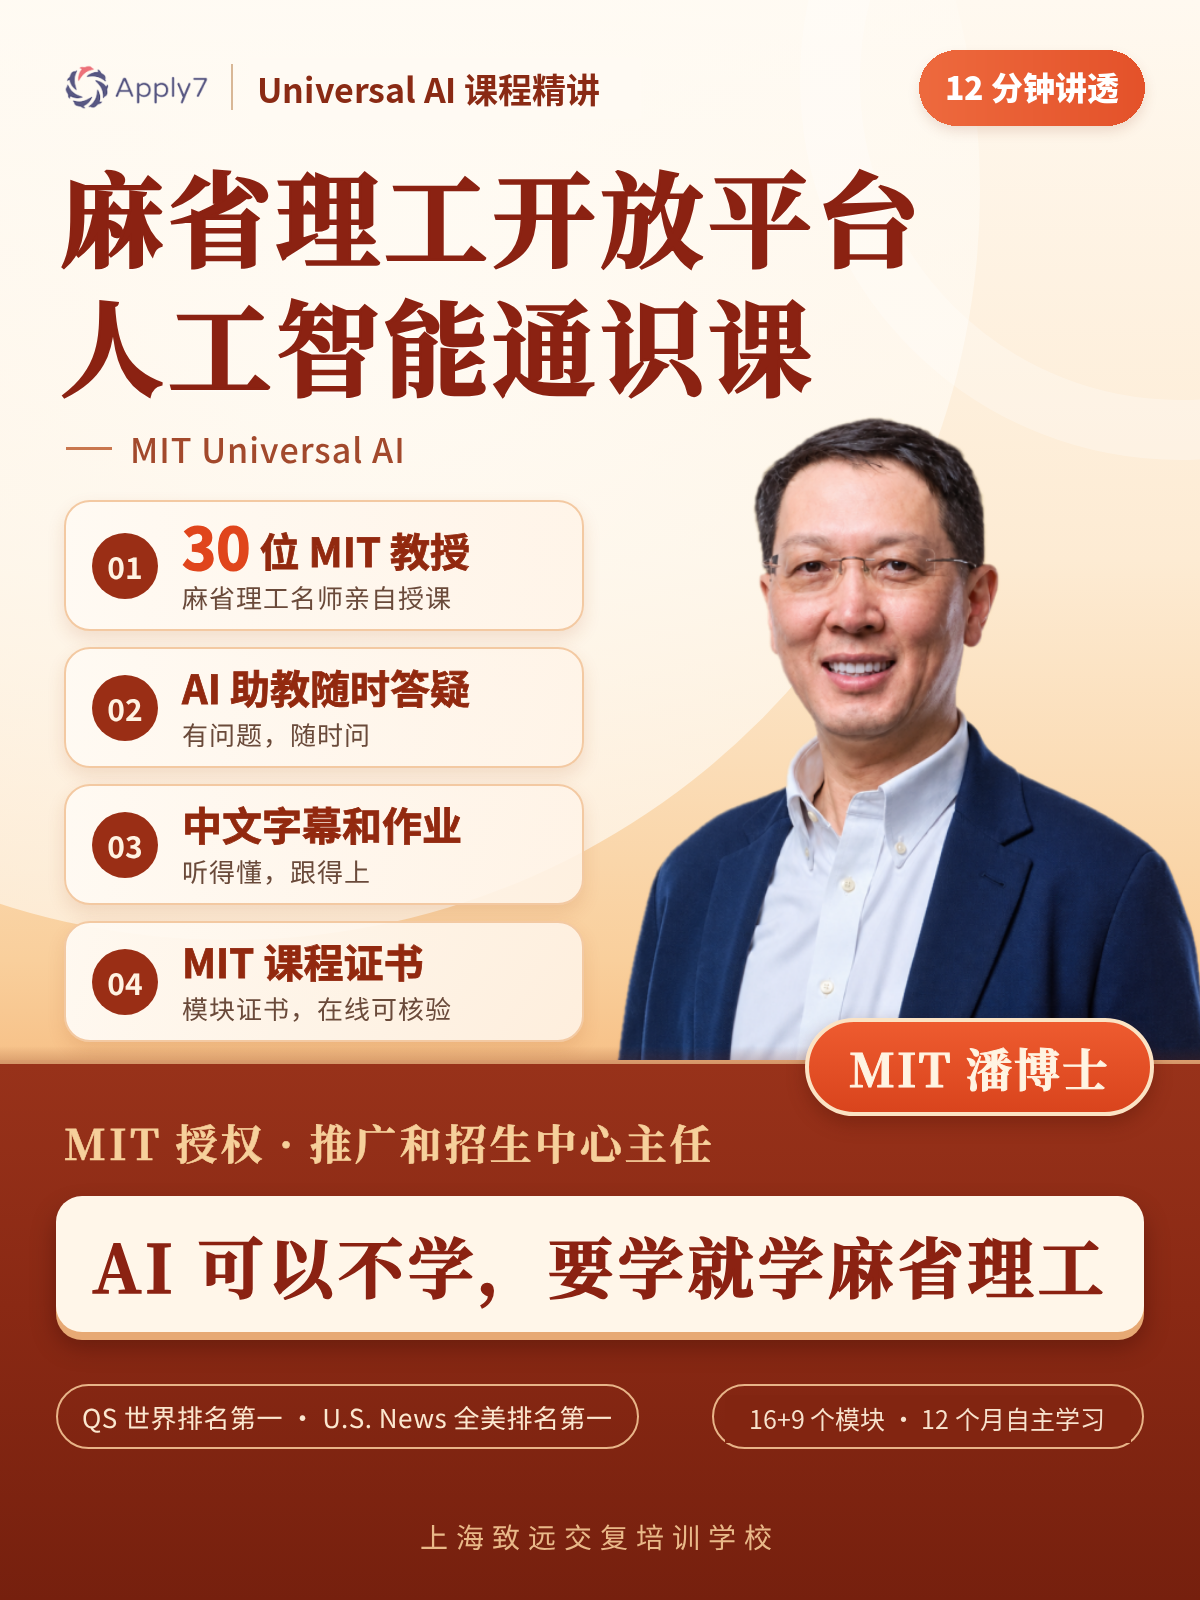 Apply7
Universal AI 课程精讲
12 分钟讲透
麻省理工开放平台
人工智能通识课
— MIT Universal AI
01
30 位 MIT 教授
麻省理工名师亲自授课
02
AI 助教随时答疑
有问题，随时问
03
中文字幕和作业
听得懂，跟得上
04
MIT 课程证书
模块证书，在线可核验
MIT 潘博士
MIT 授权 · 推广和招生中心主任
AI 可以不学，要学就学麻省理工
QS 世界排名第一 • U.S. News 全美排名第一
16+9 个模块 • 12 个月自主学习
上海致远交复培训学校